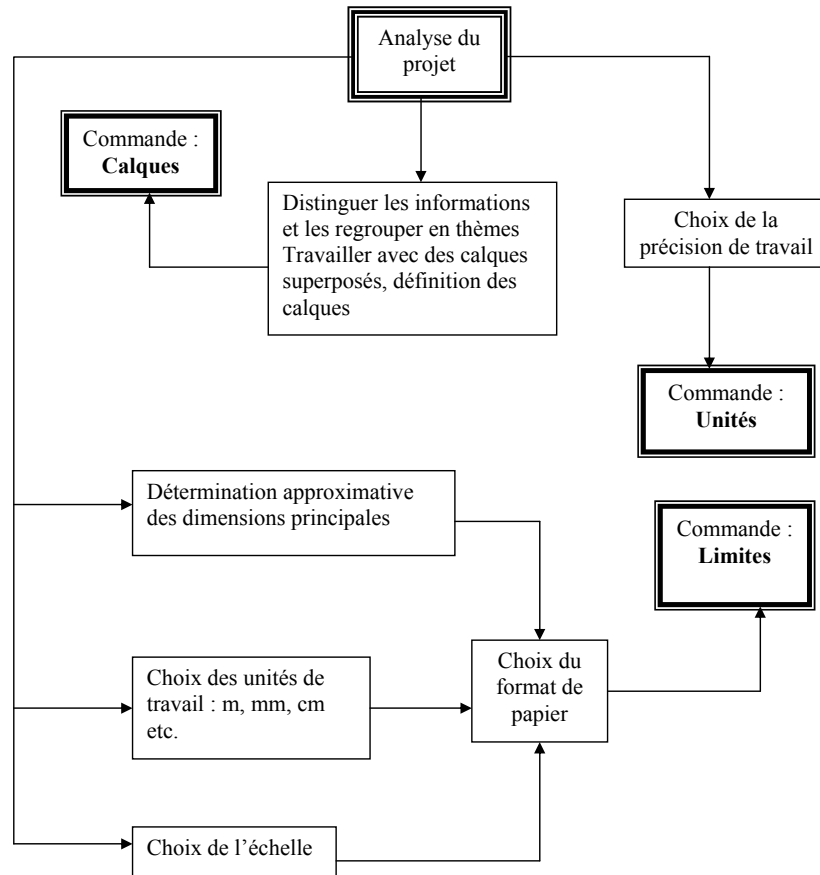 Analyse du
projet
Commande :
Calques
Distinguer les informations
et les regrouper en thèmes
Travailler avec des calques
superposés, définition des
calques
Choix de la
précision de travail
Commande :
Unités
Détermination approximative
des dimensions principales
Commande :
Limites
Choix des unités de
travail : m, mm, cm
etc.
Choix du
format de
papier
Choix de l’échelle